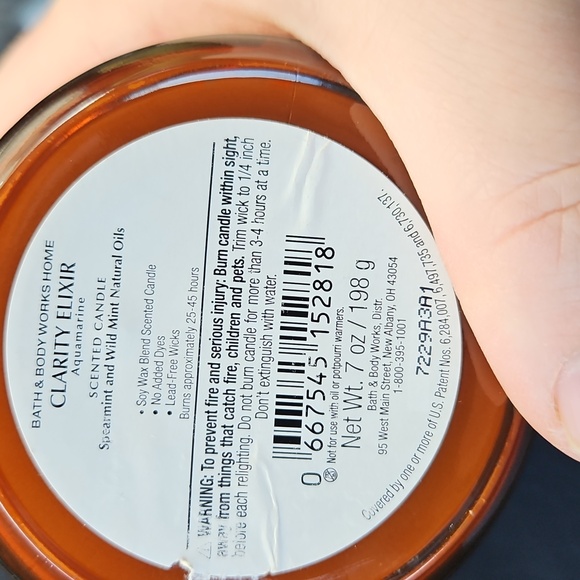 BATH & BODY WORKS HOME
CLARITY ELIXIR
Aquamarine
SCENTED CANDLE
Spearmint and Wild Mint Natural Oils
• Soy Wax Blend Scented Candle
• No Added Dyes
• Lead-Free Wicks
Burns approximately 25-45 hours
WARNING: To prevent fire and serious injury: Burn candle within sight,
away from things that catch fire, children and pets. Trim wick to 1/4 inch
before each relighting. Do not burn candle for more than 3-4 hours at a time.
Don't extinguish with water.
0 667545 152818
Not for use with oil or potpourri warmers.
Net Wt. 7 oz / 198 g
Bath & Body Works, Distr.
95 West Main Street, New Albany, OH 43054
1-800-395-1001
7229A3A1
Covered by one or more of U.S. Patent Nos. 6,284,007, 6,497,735 and 6,730,137.